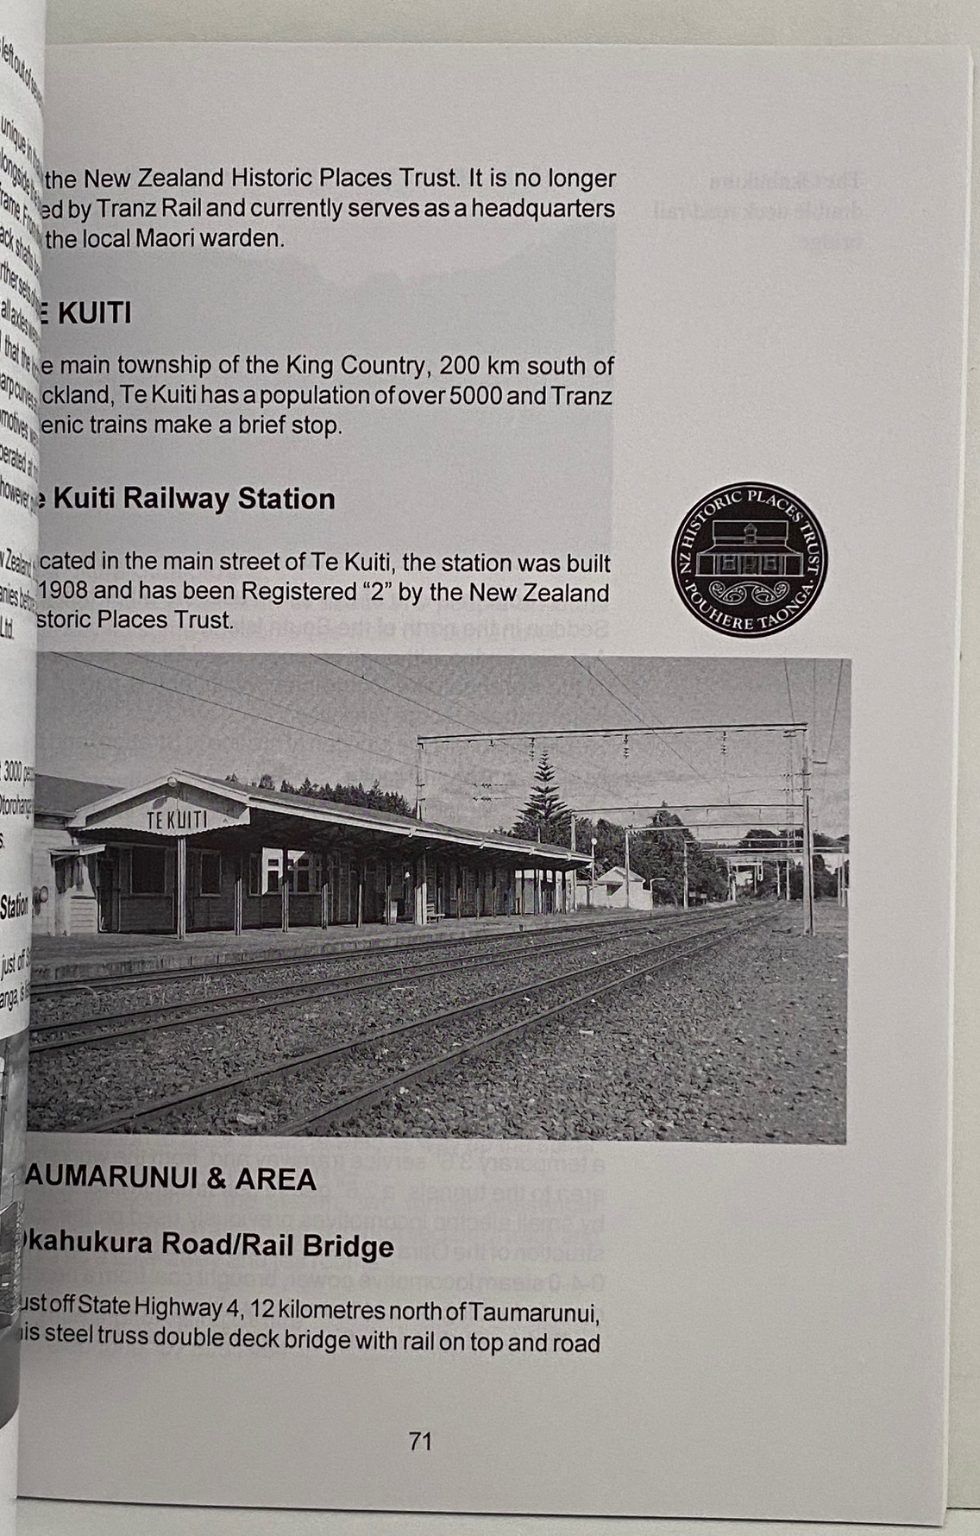 the New Zealand Historic Places Trust. It is no longer
ed by Tranz Rail and currently serves as a headquarters
the local Maori warden.
E KUITI
e main township of the King Country, 200 km south of
ckland, Te Kuiti has a population of over 5000 and Tranz
enic trains make a brief stop.
e Kuiti Railway Station
cated in the main street of Te Kuiti, the station was built
1908 and has been Registered “2” by the New Zealand
storic Places Trust.
NZ HISTORIC PLACES TRUST
POUHERE TAONGA
TE KUITI
AUMARUNUI & AREA
Okahukura Road/Rail Bridge
ust off State Highway 4, 12 kilometres north of Taumarunui,
his steel truss double deck bridge with rail on top and road
71